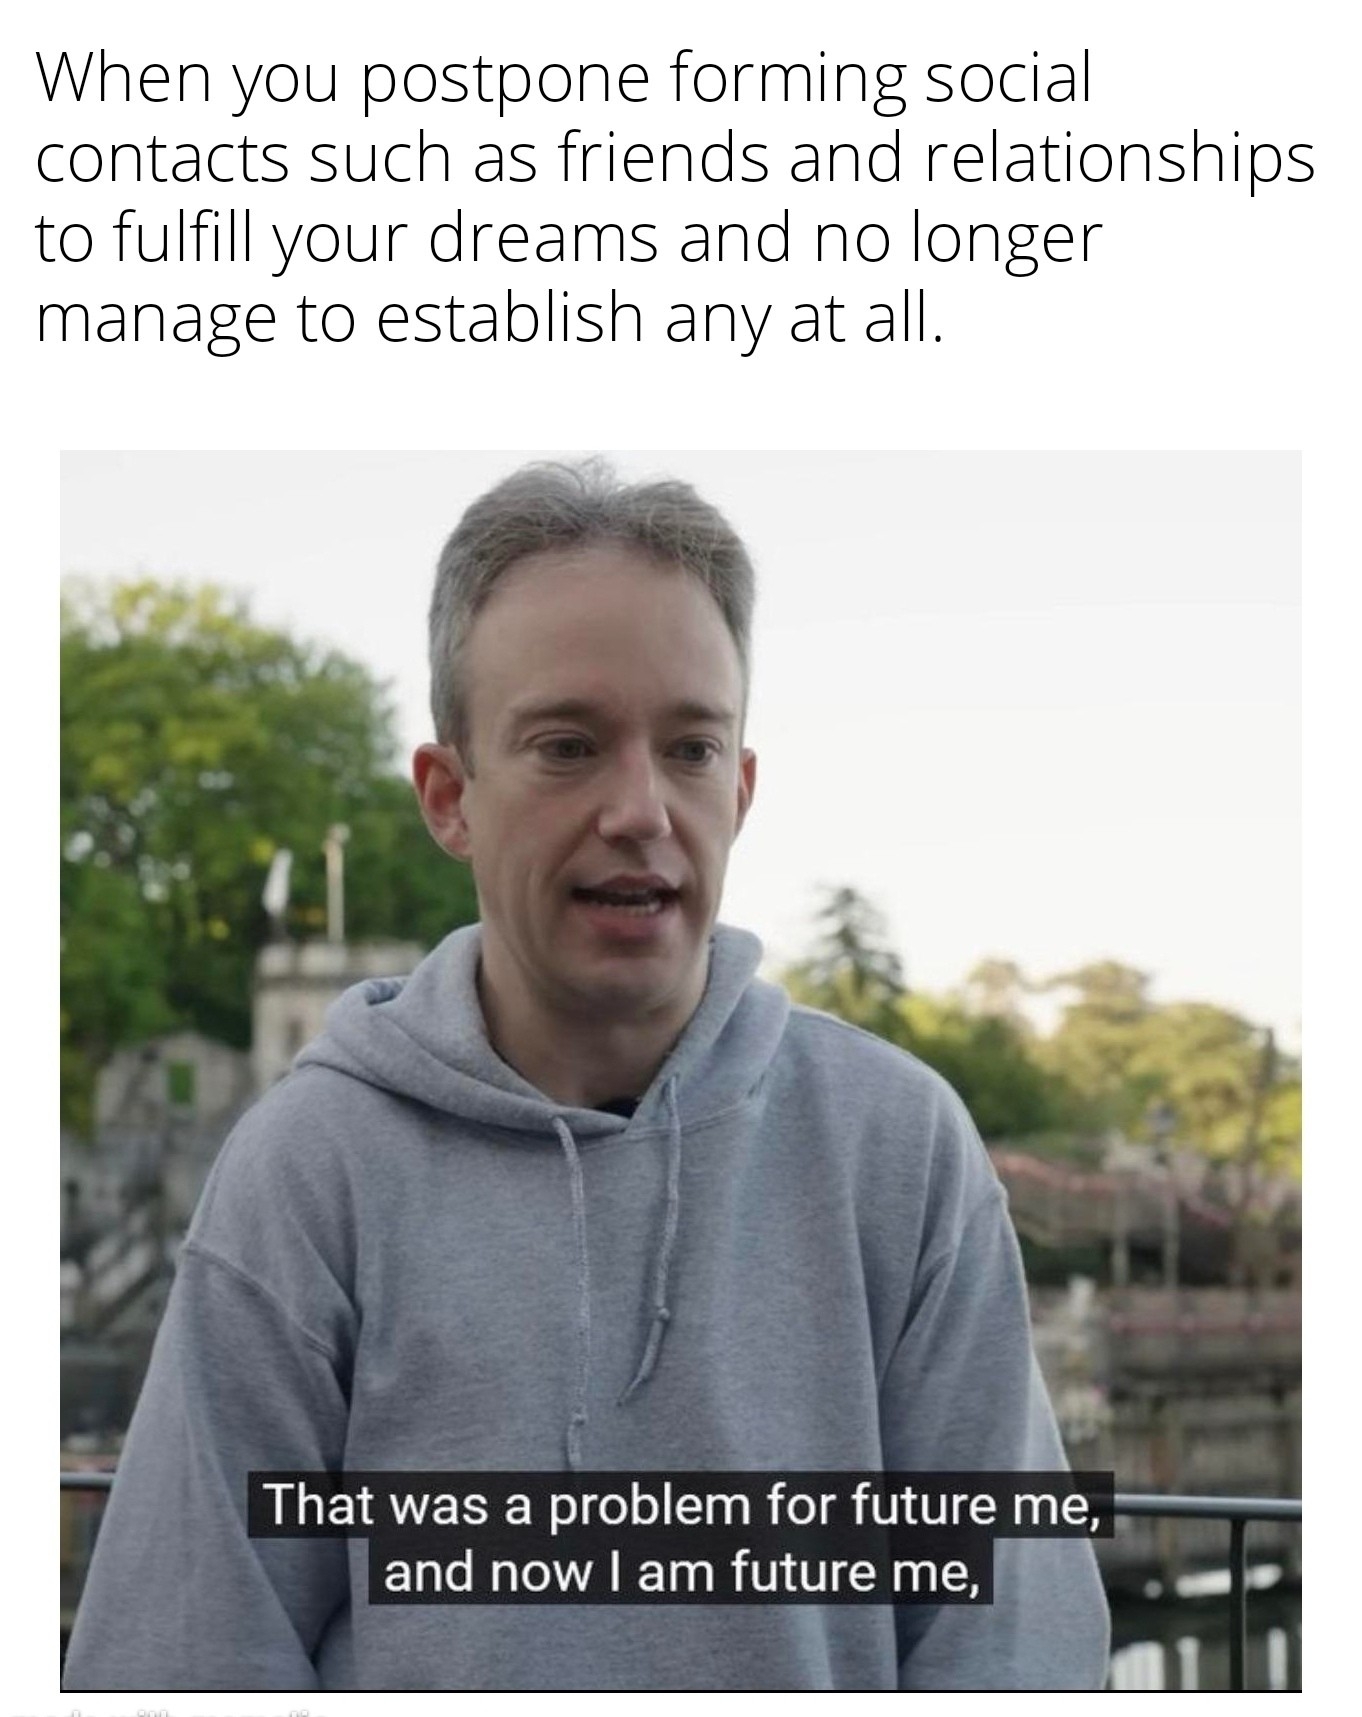 When you postpone forming social
contacts such as friends and relationships
to fulfill your dreams and no longer
manage to establish any at all.
That was a problem for future me,
and now I am future me,